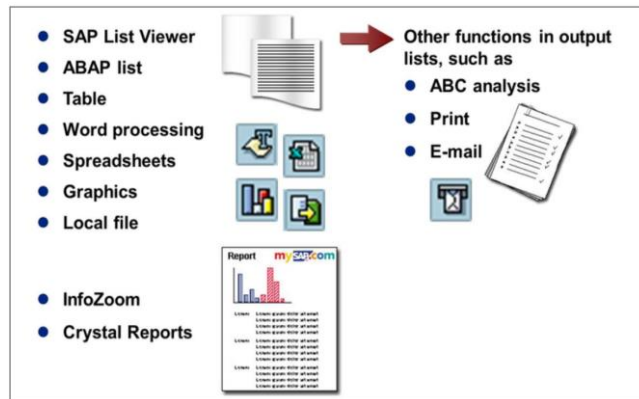 SAP List Viewer
ABAP list
Table
Word processing
Spreadsheets
Graphics
Local file
InfoZoom
Crystal Reports
Other functions in output
lists, such as
ABC analysis
Print
E-mail
Report mySAP.com